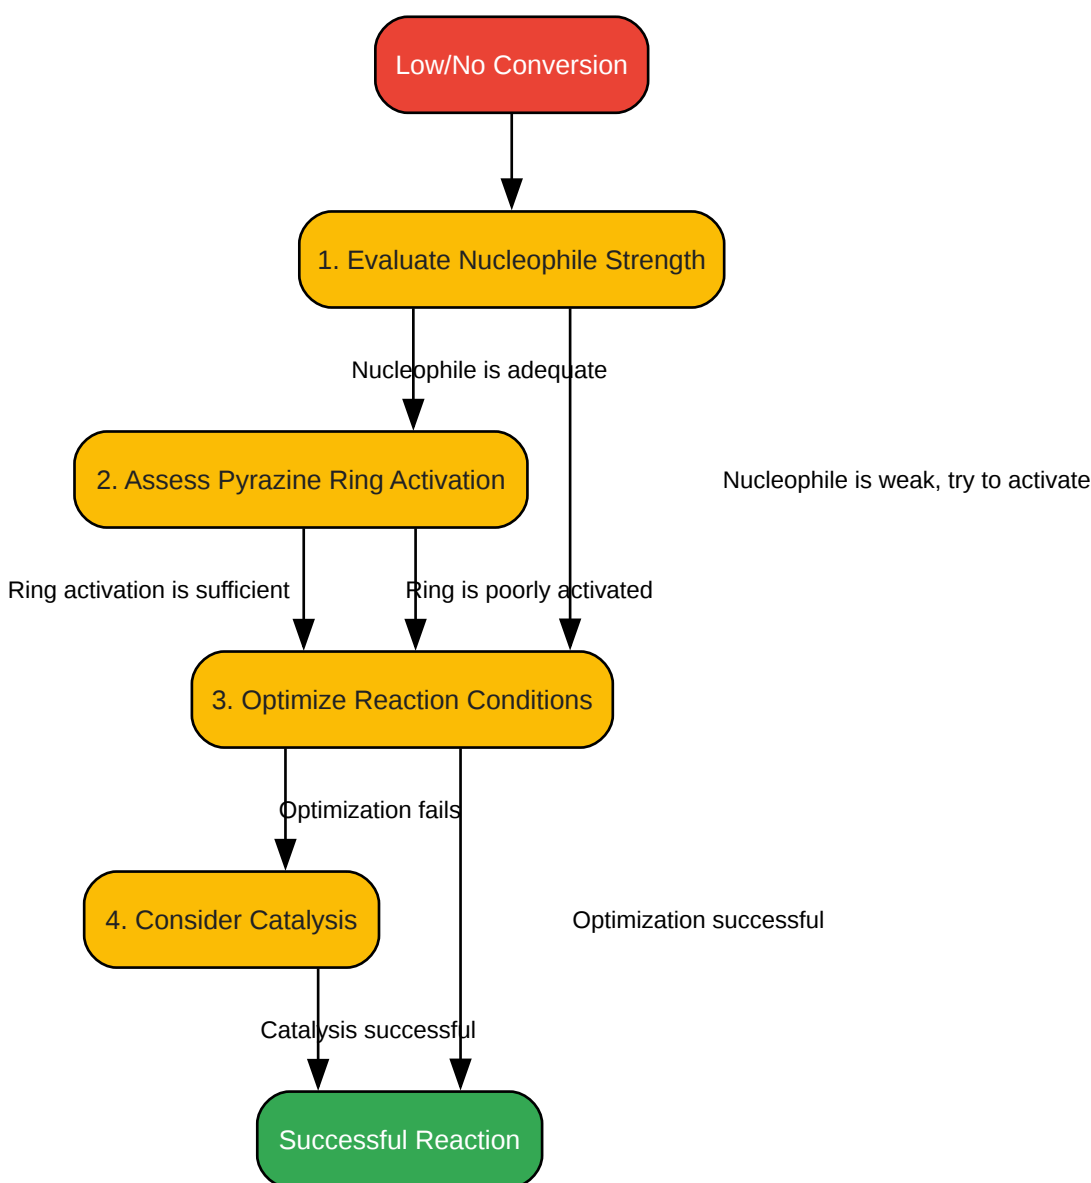 Low/No Conversion
1. Evaluate Nucleophile Strength
Nucleophile is adequate
2. Assess Pyrazine Ring Activation
Nucleophile is weak, try to activate
Ring activation is sufficient
Ring is poorly activated
3. Optimize Reaction Conditions
Optimization fails
4. Consider Catalysis
Optimization successful
Catalysis successful
Successful Reaction